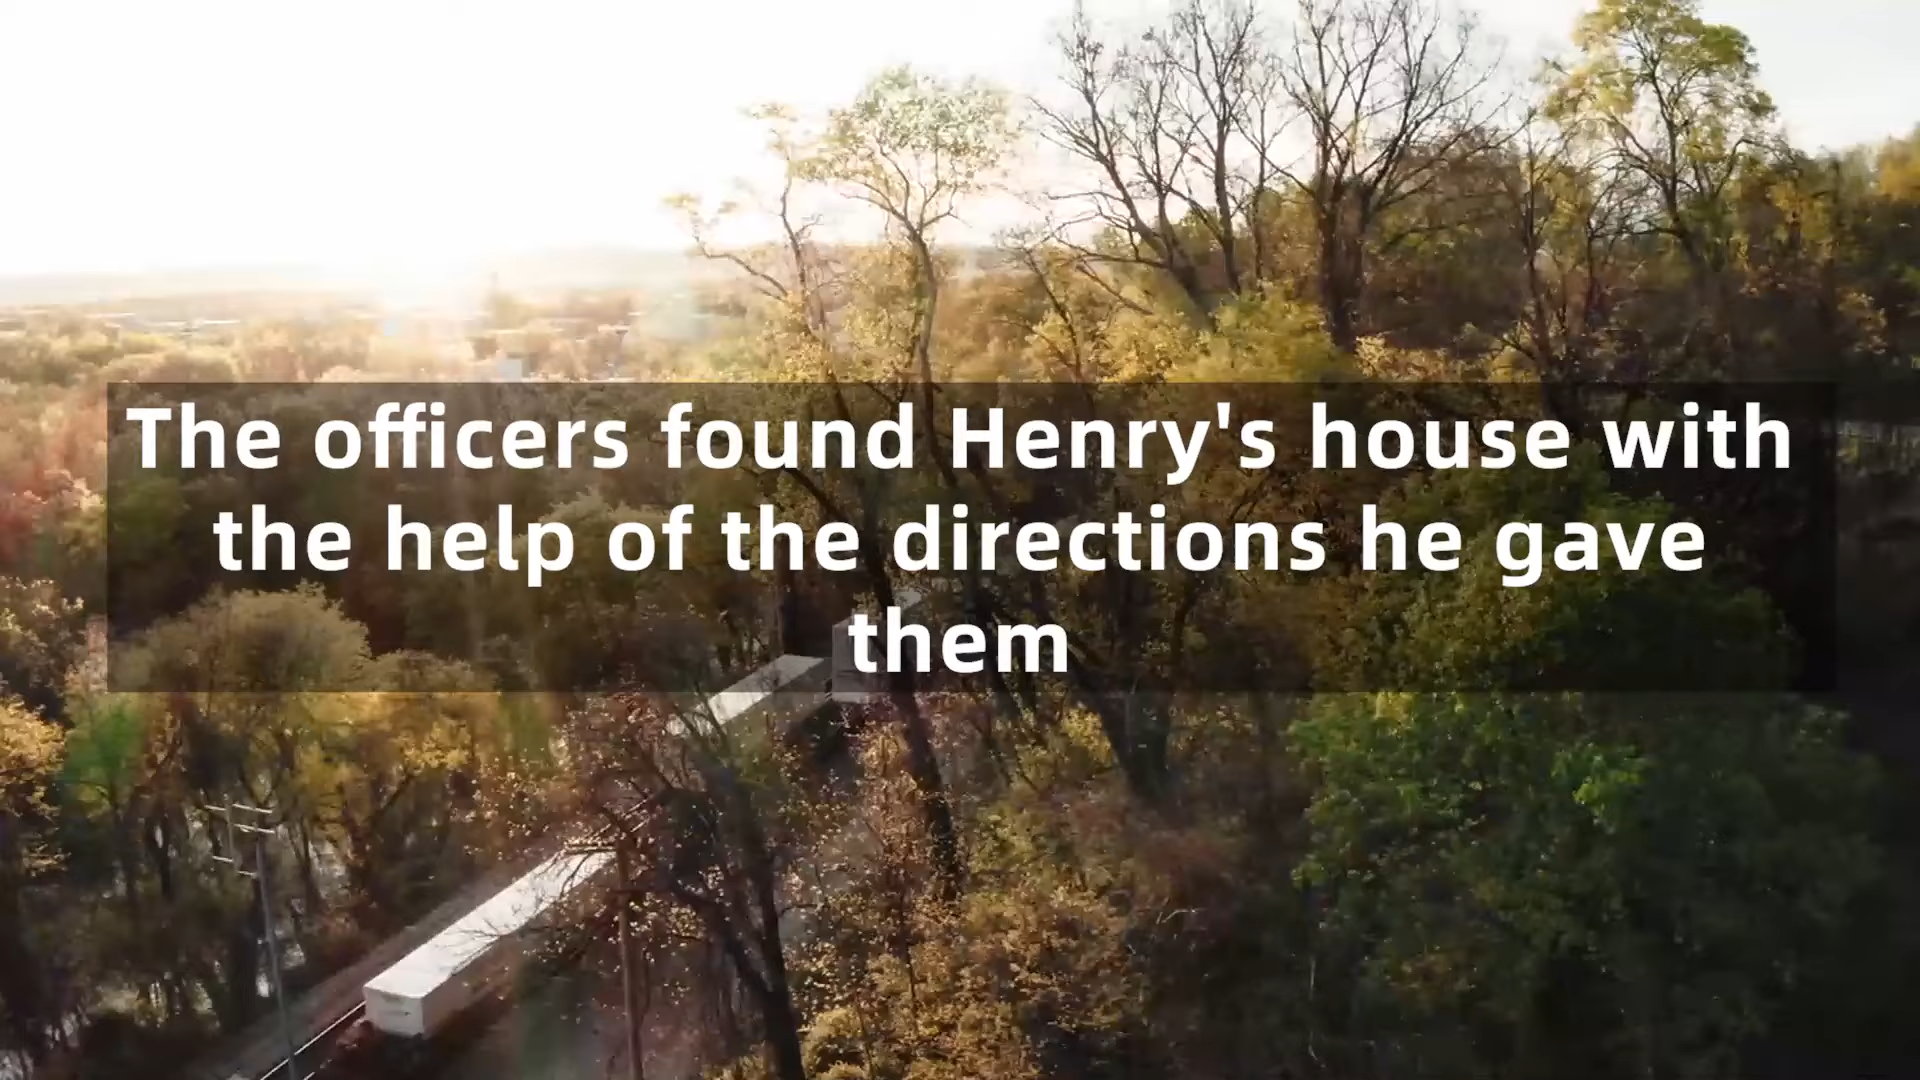 The officers found Henry's house with
the help of the directions he gave
them